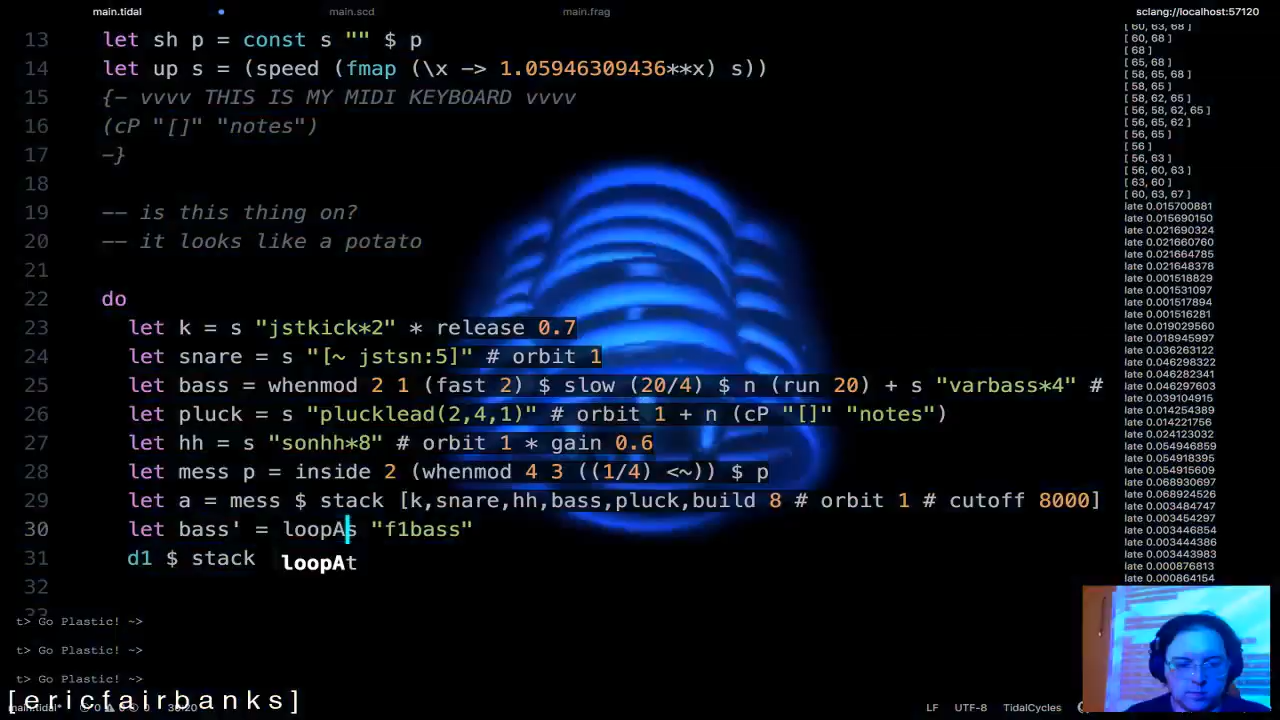 main.tidal
main.scd
main.frag
sclang://localhost:57120
13 let sh p = const s "" $ p
14 let up s = (speed (fmap (\x -> 1.05946309436**x) s))
15 {- vvvv THIS IS MY MIDI KEYBOARD vvvv
16 (cP "[]" "notes")
17 -}
18
19 -- is this thing on?
20 -- it looks like a potato
21
22 do
23 let k = s "jstkick*2" * release 0.7
24 let snare = s "[~ jstsn:5]" # orbit 1
25 let bass = whenmod 2 1 (fast 2) $ slow (20/4) $ n (run 20) + s "varbass*4" #
26 let pluck = s "plucklead(2,4,1)" # orbit 1 + n (cP "[]" "notes")
27 let hh = s "sonhh*8" # orbit 1 * gain 0.6
28 let mess p = inside 2 (whenmod 4 3 ((1/4) <~)) $ p
29 let a = mess $ stack [k,snare,hh,bass,pluck,build 8 # orbit 1 # cutoff 8000]
30 let bass' = loopAs "f1bass"
31 d1 $ stack
loopAt
32
33
t> Go Plastic! ~>
t> Go Plastic! ~>
t> Go Plastic! ~>
[ericfairbanks]
main.tidal*
LF
UTF-8
TidalCycles
[ 60, 63, 68 ]
[ 60, 68 ]
[ 68 ]
[ 65, 68 ]
[ 58, 65, 68 ]
[ 58, 65 ]
[ 58, 62, 65 ]
[ 56, 58, 62, 65 ]
[ 56, 65, 62 ]
[ 56, 65 ]
[ 56 ]
[ 56, 63 ]
[ 56, 60, 63 ]
[ 63, 60 ]
[ 60, 63, 67 ]
late 0.015700881
late 0.015690150
late 0.021690324
late 0.021660760
late 0.021664785
late 0.021648378
late 0.001518829
late 0.001531097
late 0.001517894
late 0.001516281
late 0.019029560
late 0.018945997
late 0.036263122
late 0.046298322
late 0.046282341
late 0.046297603
late 0.039104915
late 0.014254389
late 0.014221756
late 0.024123032
late 0.054946859
late 0.054918395
late 0.054915609
late 0.068930924
late 0.068924526
late 0.003484747
late 0.003454297
late 0.003446854
late 0.003444386
late 0.003443983
late 0.000876813
late 0.000864154